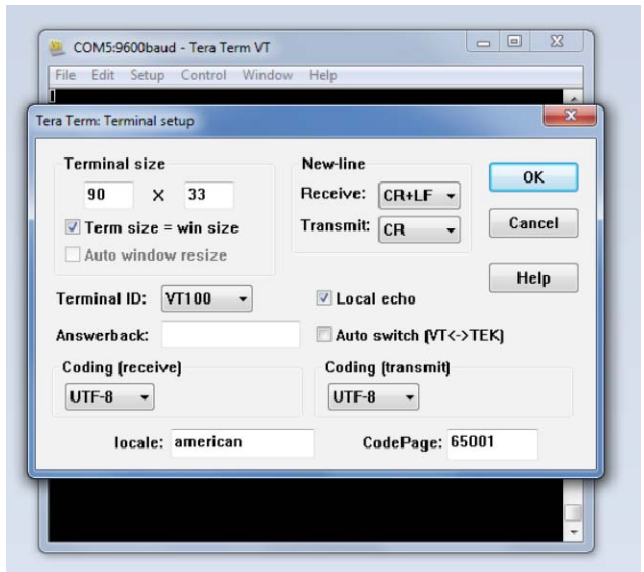 COM5:9600baud - Tera Term VT
File Edit Setup Control Window Help
Tera Term: Terminal setup
Terminal size
90 X 33
Term size = win size
Auto window resize
New-line
Receive: CR+LF
Transmit: CR
OK
Cancel
Help
Terminal ID: VT100
Local echo
Answerback:
Auto switch (VT<->TEK)
Coding (receive)
UTF-8
Coding (transmit)
UTF-8
locale: american
CodePage: 65001